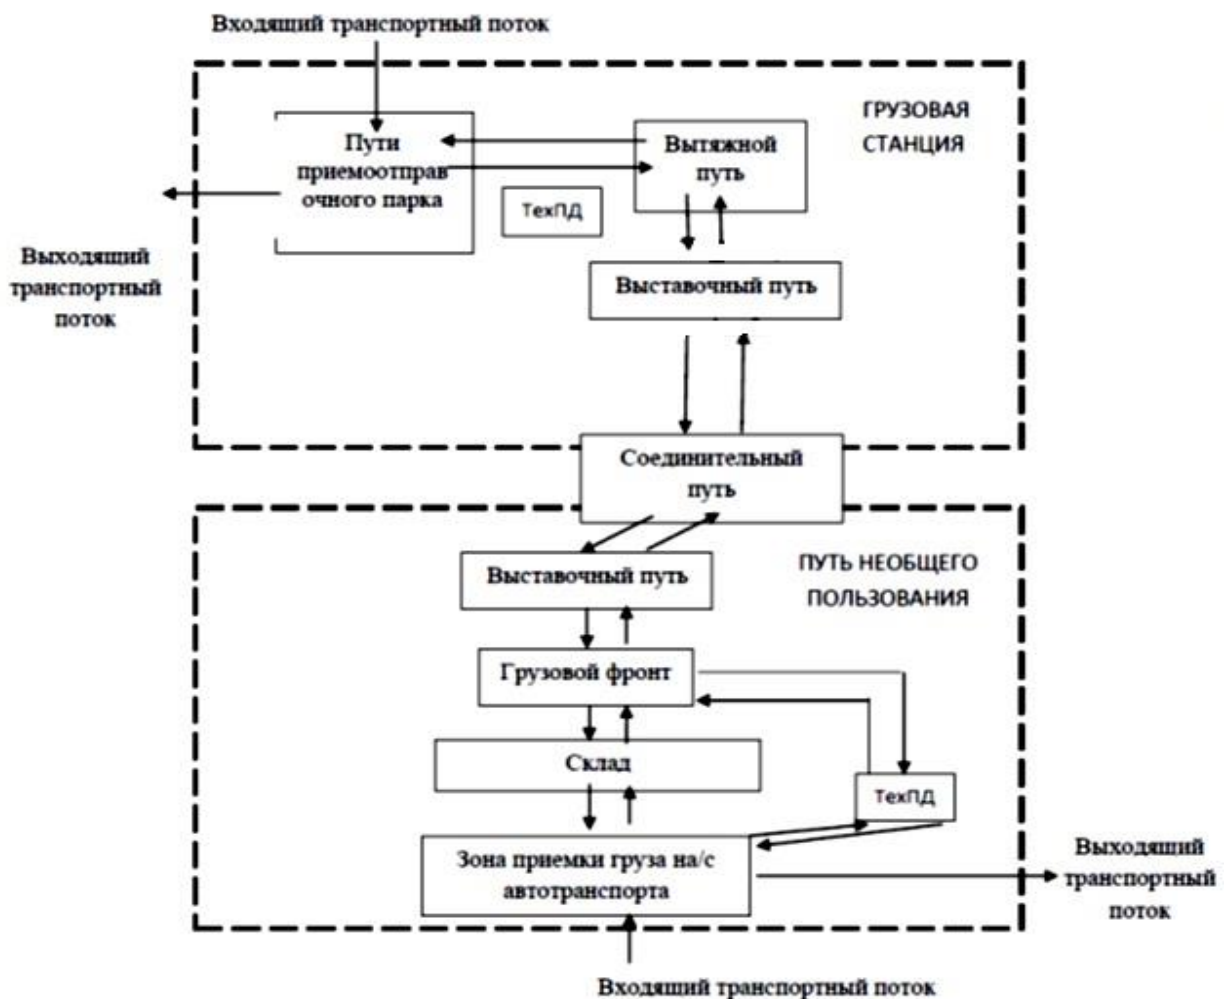 Входящий транспортный поток
ГРУЗОВАЯ
СТАНЦИЯ
Пути
приемоотправ
очного парка
Вытяжной
путь
ТехПД
Выходящий
транспортный
поток
Выставочный путь
Соединительный
путь
Выставочный путь
ПУТЬ НЕОБЩЕГО
ПОЛЬЗОВАНИЯ
Грузовой фронт
Склад
ТехПД
Зона приемки груза на/с
автотранспорта
Выходящий
транспортный
поток
Входящий транспортный поток